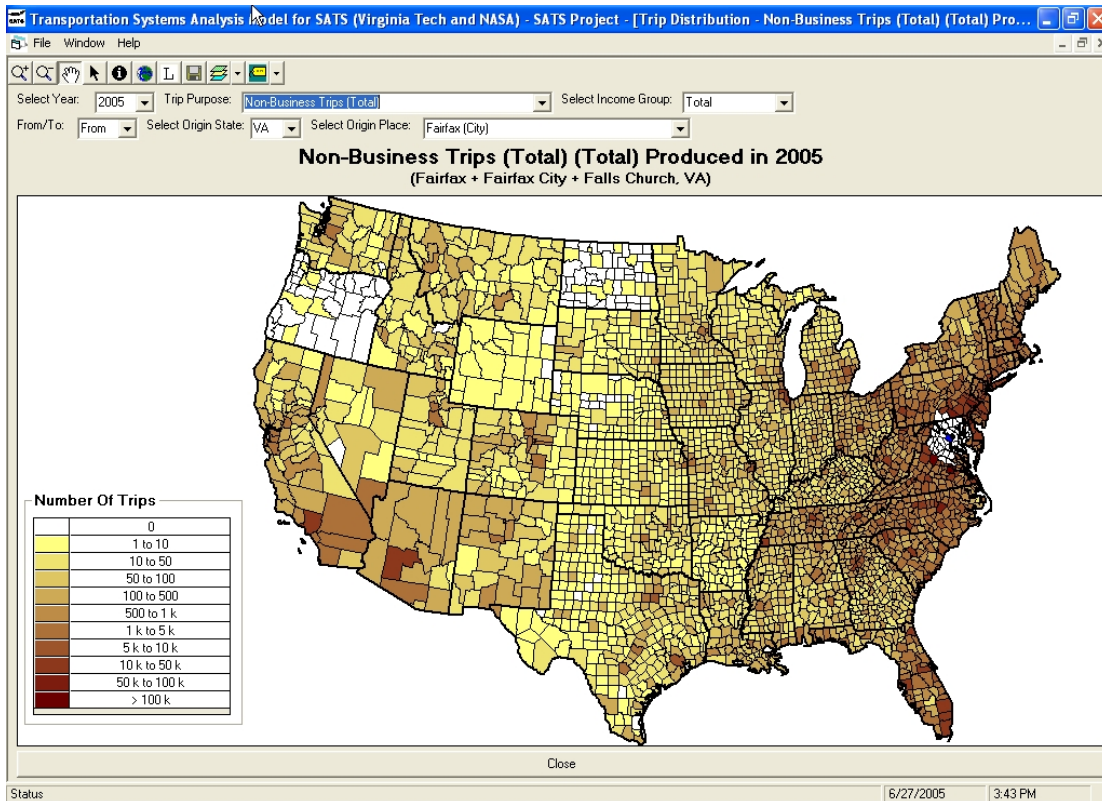 Transportation Systems Analysis Model for SATS (Virginia Tech and NASA) - SATS Project - [Trip Distribution - Non-Business Trips (Total) (Total) Pro...
File Window Help
L
Select Year: 2005 Trip Purpose: Non-Business Trips (Total) Select Income Group: Total
From/To: From Select Origin State: VA Select Origin Place: Fairfax (City)
Non-Business Trips (Total) (Total) Produced in 2005
(Fairfax + Fairfax City + Falls Church, VA)
Number Of Trips
0
1 to 10
10 to 50
50 to 100
100 to 500
500 to 1 k
1 k to 5 k
5 k to 10 k
10 k to 50 k
50 k to 100 k
> 100 k
Close
Status 6/27/2005 3:43 PM